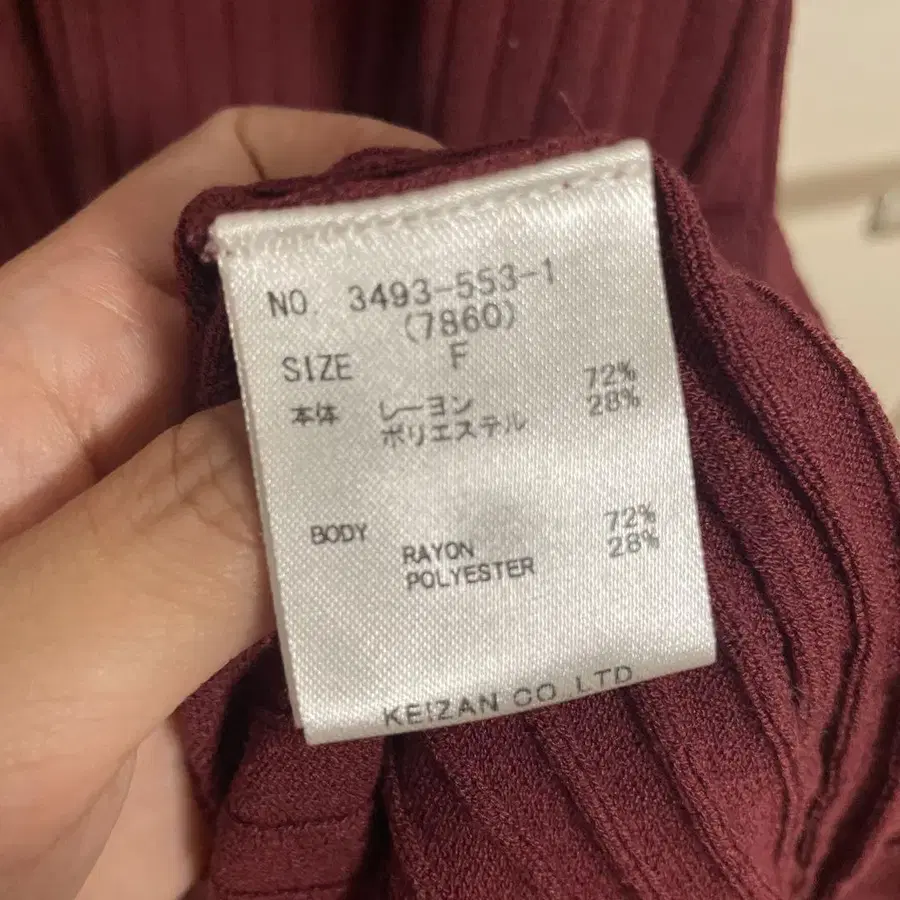 NO. 3493-553-1
(7860)
SIZE F
本体 レーヨン 72%
ポリエステル 28%
BODY
RAYON 72%
POLYESTER 28%
KEIZAN CO.,LTD